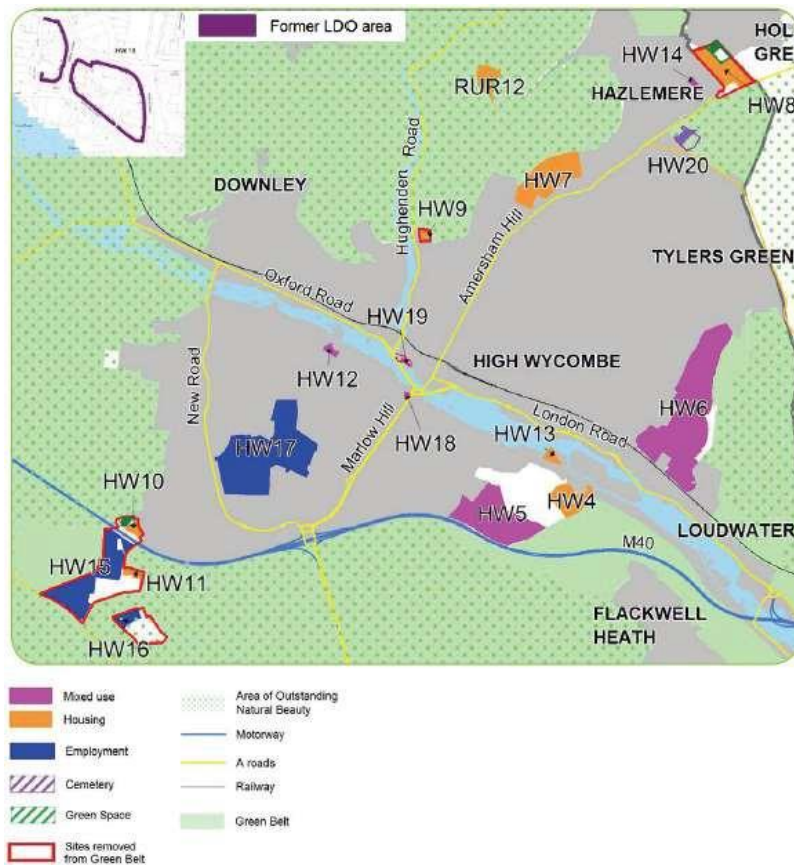 Former LDO area
HW 18
HW14
HOL
GRE
RUR12
HAZLEMERE
HW8
HW20
Hughenden Road
DOWNLEY
HW7
HW9
Amersham Hill
TYLERS GREEN
Oxford Road
HW19
HIGH WYCOMBE
New Road
HW12
Marlow Hill
HW6
HW17
HW18
London Road
HW13
HW10
HW5
HW4
LOUDWATER
M40
HW15
HW11
FLACKWELL
HEATH
HW16
Mixed use
Housing
Employment
Cemetery
Green Space
Sites removed
from Green Belt
Area of Outstanding
Natural Beauty
Motorway
A roads
Railway
Green Belt